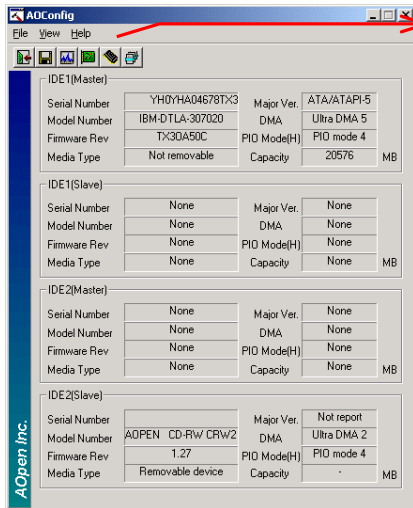 AOConfig
File View Help
IDE1(Master)
Serial Number YH0YHA04678TX3 Major Ver. ATA/ATAPI-5
Model Number IBM-DTLA-307020 DMA Ultra DMA 5
Firmware Rev TX3OA50C PIO Mode(H) PIO mode 4
Media Type Not removable Capacity 20576 MB
IDE1(Slave)
Serial Number None Major Ver. None
Model Number None DMA None
Firmware Rev None PIO Mode(H) None
Media Type None Capacity None MB
IDE2(Master)
Serial Number None Major Ver. None
Model Number None DMA None
Firmware Rev None PIO Mode(H) None
Media Type None Capacity None MB
IDE2(Slave)
Serial Number Major Ver. Not report
Model Number AOPEN CD-RW CRW2 DMA Ultra DMA 2
Firmware Rev 1.27 PIO Mode(H) PIO mode 4
Media Type Removable device Capacity - MB
AOpen Inc.